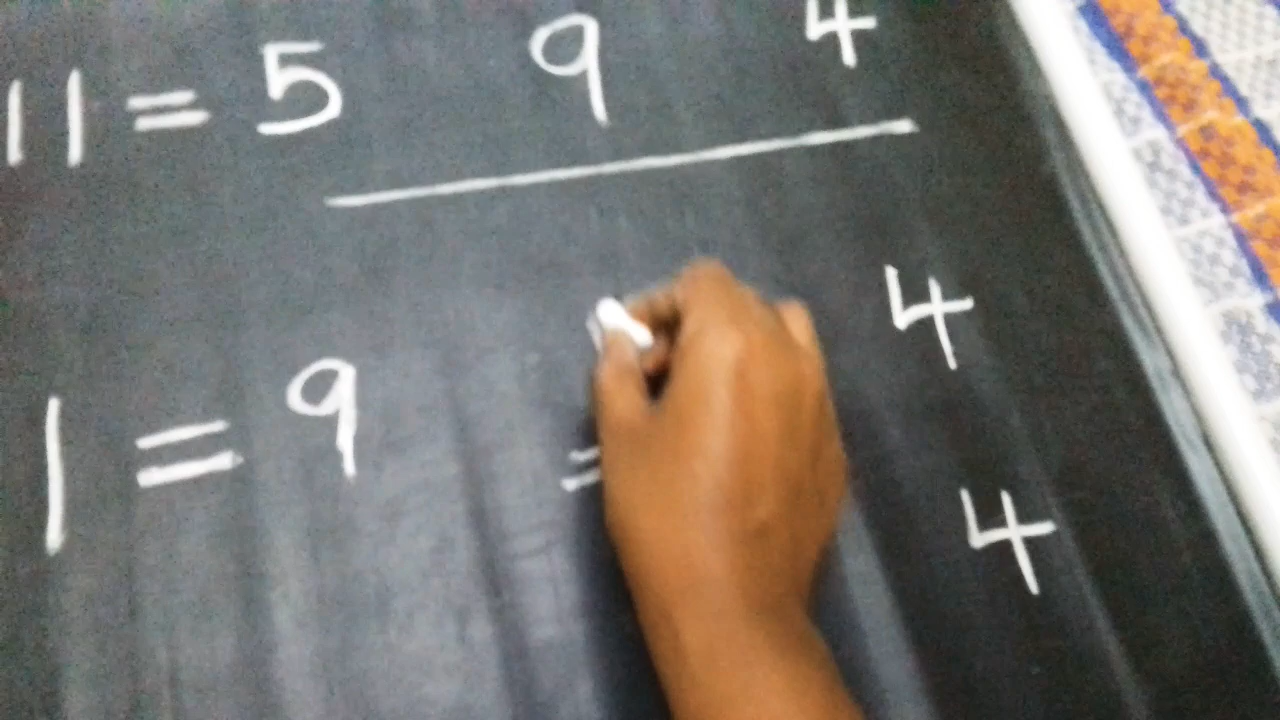 11 = 5 9 4
4
1 = 9 =
4